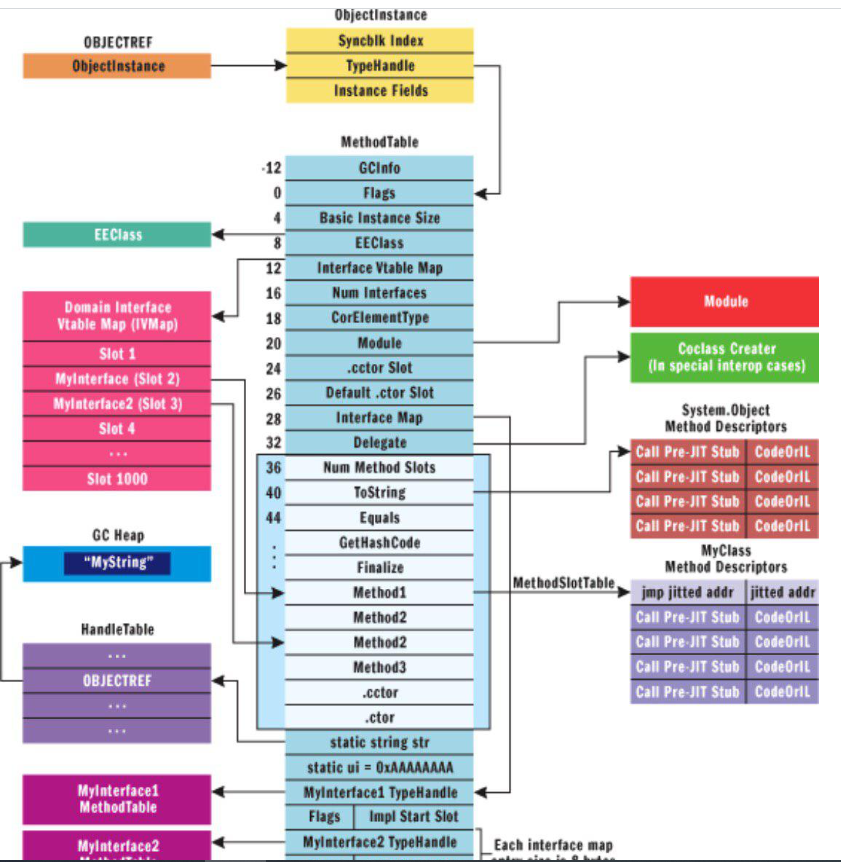 ObjectInstance
OBJECTREF
ObjectInstance
Syncblk Index
TypeHandle
Instance Fields
MethodTable
-12 GCInfo
0 Flags
4 Basic Instance Size
8 EEClass
12 Interface Vtable Map
16 Num Interfaces
18 CorElementType
20 Module
24 .cctor Slot
26 Default .ctor Slot
28 Interface Map
32 Delegate
36 Num Method Slots
40 ToString
44 Equals
GetHashCode
Finalize
Method1
Method2
Method2
Method3
.cctor
.ctor
static string str
static ui = 0xAAAAAAAA
MyInterface1 TypeHandle
Flags Impl Start Slot
MyInterface2 TypeHandle
EEClass
Domain Interface
Vtable Map (IVMap)
Slot 1
MyInterface (Slot 2)
MyInterface2 (Slot 3)
Slot 4
...
Slot 1000
GC Heap
“MyString”
HandleTable
...
OBJECTREF
...
...
MyInterface1
MethodTable
MyInterface2
MethodTable
Module
Coclass Creater
(In special interop cases)
System.Object
Method Descriptors
Call Pre-JIT Stub CodeOrIL
Call Pre-JIT Stub CodeOrIL
Call Pre-JIT Stub CodeOrIL
Call Pre-JIT Stub CodeOrIL
MyClass
Method Descriptors
MethodSlotTable
jmp jitted addr jitted addr
Call Pre-JIT Stub CodeOrIL
Call Pre-JIT Stub CodeOrIL
Call Pre-JIT Stub CodeOrIL
Call Pre-JIT Stub CodeOrIL
Each interface map
entry size is 8 bytes